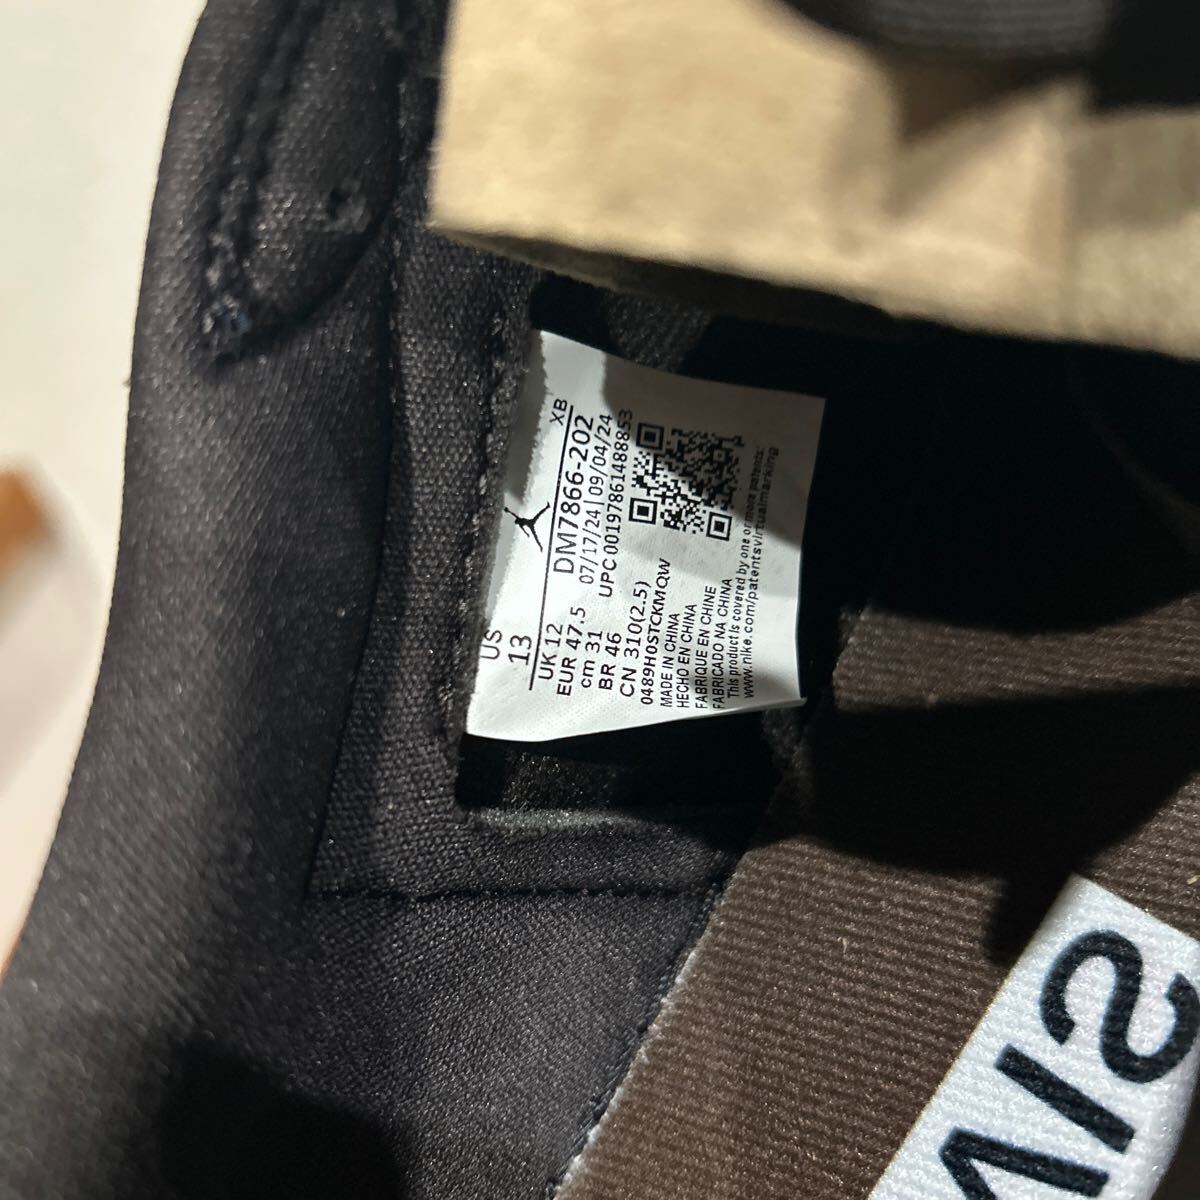 US
13
XB
UK 12
DM7866-202
EUR 47.5
07/17/24 | 09/04/24
cm 31
UPC 00197861488853
BR 46
CN 310(2.5)
0489H0STCKMQW
MADE IN CHINA
HECHO EN CHINA
FABRIQUE EN CHINE
FABRICADO NA CHINA
This product is covered by one or more patents:
www.nike.com/patentsvirtualmarking